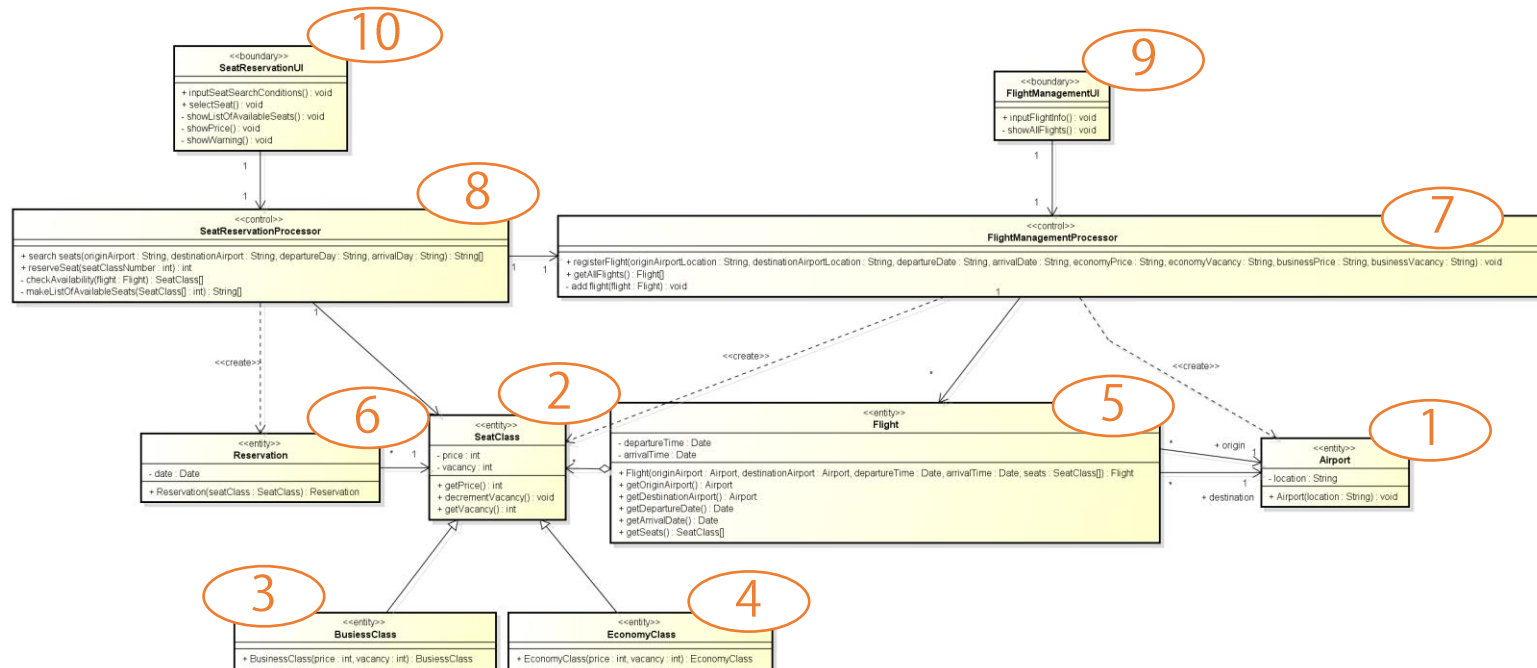 10
<<boundary>>
SeatReservationUI
+ inputSeatSearchConditions() : void
+ selectSeat() : void
- showListOfAvailableSeats() : void
- showPrice() : void
- showWarning() : void
9
<<boundary>>
FlightManagementUI
+ inputFlightInfo() : void
- showAllFlights() : void
1
1
1
1
8
<<control>>
SeatReservationProcessor
+ search seats(originAirport : String, destinationAirport : String, departureDay : String, arrivalDay : String) : String[]
+ reserveSeat(seatClassNumber : int) : int
- checkAvailability(flight : Flight) : SeatClass[]
- makeListOfAvailableSeats(SeatClass[] : int) : String[]
1
1
7
<<control>>
FlightManagementProcessor
+ registerFlight(originAirportLocation : String, destinationAirportLocation : String, departureDate : String, arrivalDate : String, economyPrice : String, economyVacancy : String, businessPrice : String, businessVacancy : String) : void
+ getAllFlights() : Flight[]
- add flight(flight : Flight) : void
1
1
<<create>>
<<create>>
<<create>>
*
6
<<entity>>
Reservation
- date : Date
+ Reservation(seatClass : SeatClass) : Reservation
*
1
2
<<entity>>
SeatClass
- price : int
- vacancy : int
+ getPrice() : int
+ decrementVacancy() : void
+ getVacancy() : int
*
5
<<entity>>
Flight
- departureTime : Date
- arrivalTime : Date
+ Flight(originAirport : Airport, destinationAirport : Airport, departureTime : Date, arrivalTime : Date, seats : SeatClass[]) : Flight
+ getOriginAirport() : Airport
+ getDestiinationAirport() : Airport
+ getDepartureDate() : Date
+ getArrivalDate() : Date
+ getSeats() : SeatClass[]
*
+ origin
1
*
+ destination
1
1
<<entity>>
Airport
- location : String
+ Airport(location : String) : void
3
<<entity>>
BusiessClass
+ BusinessClass(price : int, vacancy : int) : BusiessClass
4
<<entity>>
EconomyClass
+ EconomyClass(price : int, vacancy : int) : EconomyClass